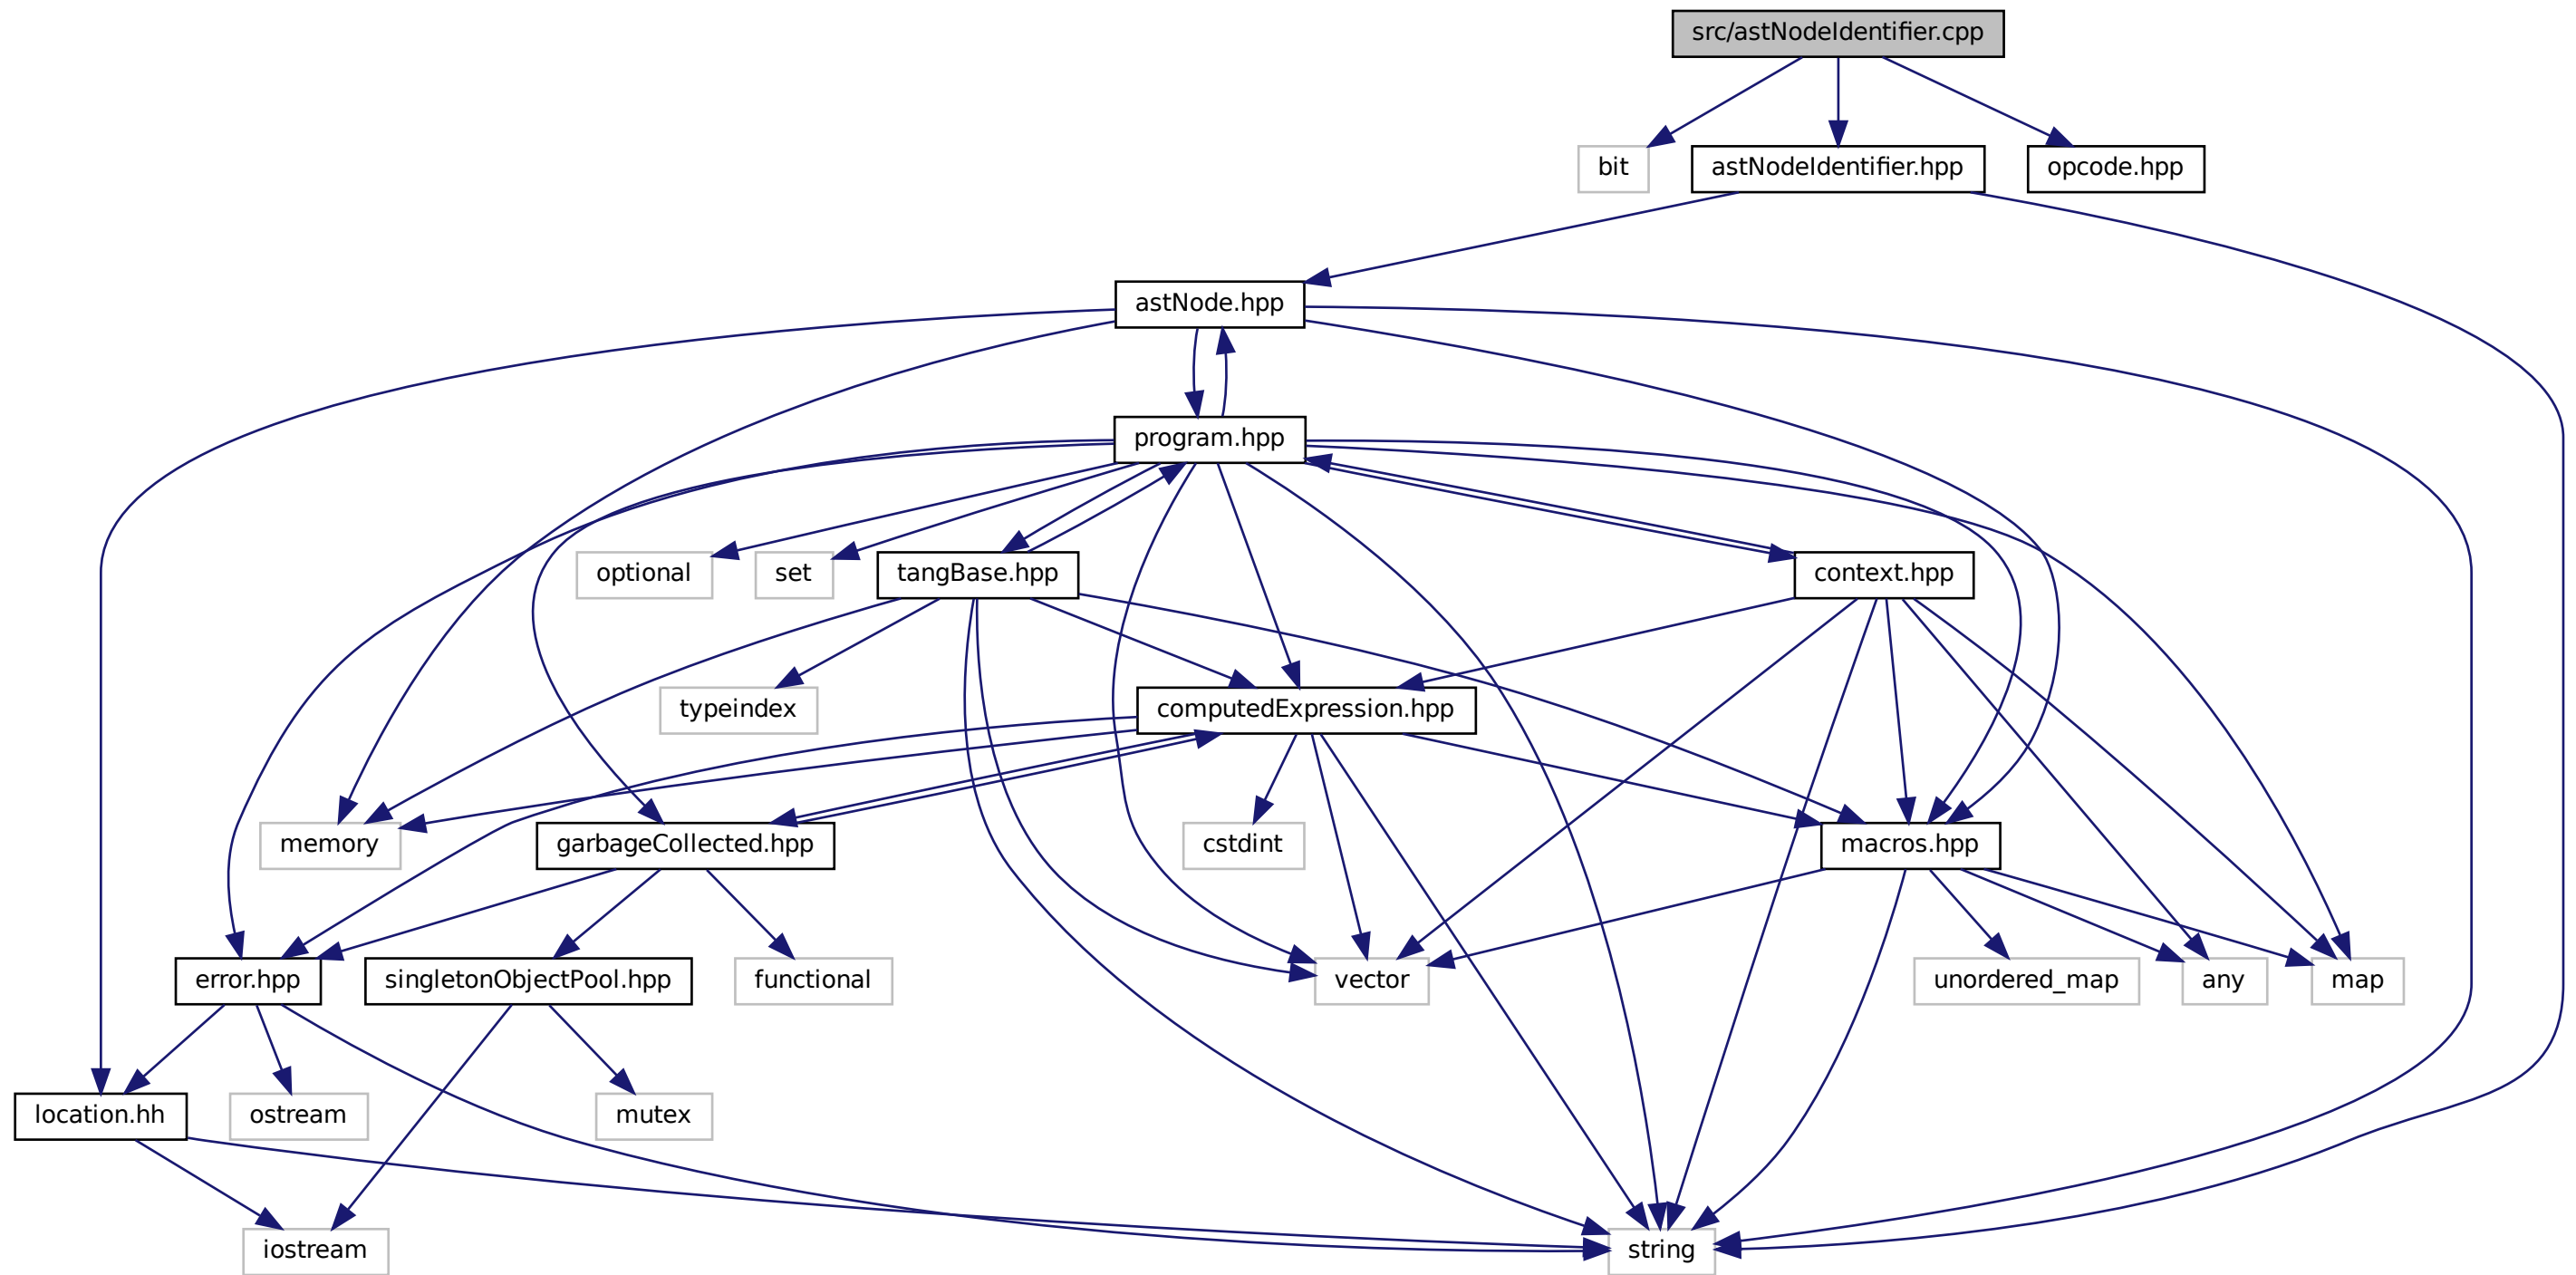 src/astNodeIdentifier.cpp
bit
astNodeIdentifier.hpp
opcode.hpp
astNode.hpp
program.hpp
optional
set
tangBase.hpp
context.hpp
typeindex
computedExpression.hpp
memory
garbageCollected.hpp
cstdint
macros.hpp
error.hpp
singletonObjectPool.hpp
functional
vector
unordered_map
any
map
location.hh
ostream
mutex
iostream
string